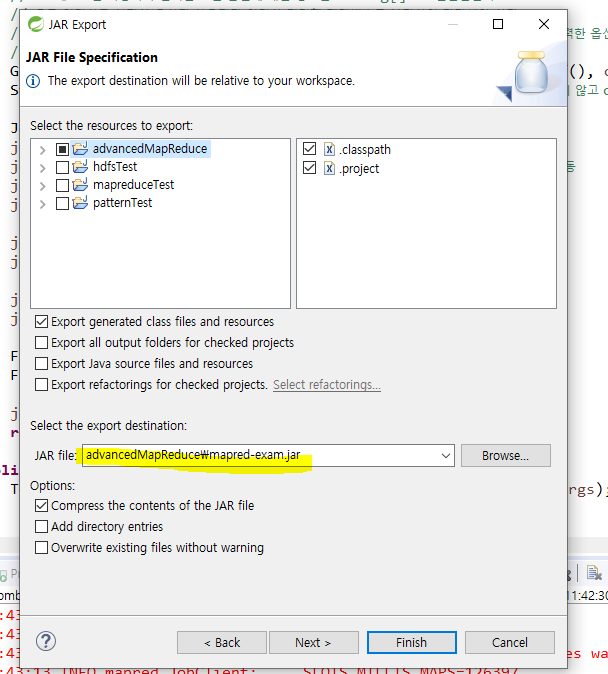 JAR Export
JAR File Specification
The export destination will be relative to your workspace.
Select the resources to export:
advancedMapReduce
hdfsTest
mapreduceTest
patternTest
.classpath
.project
Export generated class files and resources
Export all output folders for checked projects
Export Java source files and resources
Export refactorings for checked projects. Select refactorings...
Select the export destination:
JAR file: advancedMapReduce₩mapred-exam.jar
Browse...
Options:
Compress the contents of the JAR file
Add directory entries
Overwrite existing files without warning
< Back
Next >
Finish
Cancel